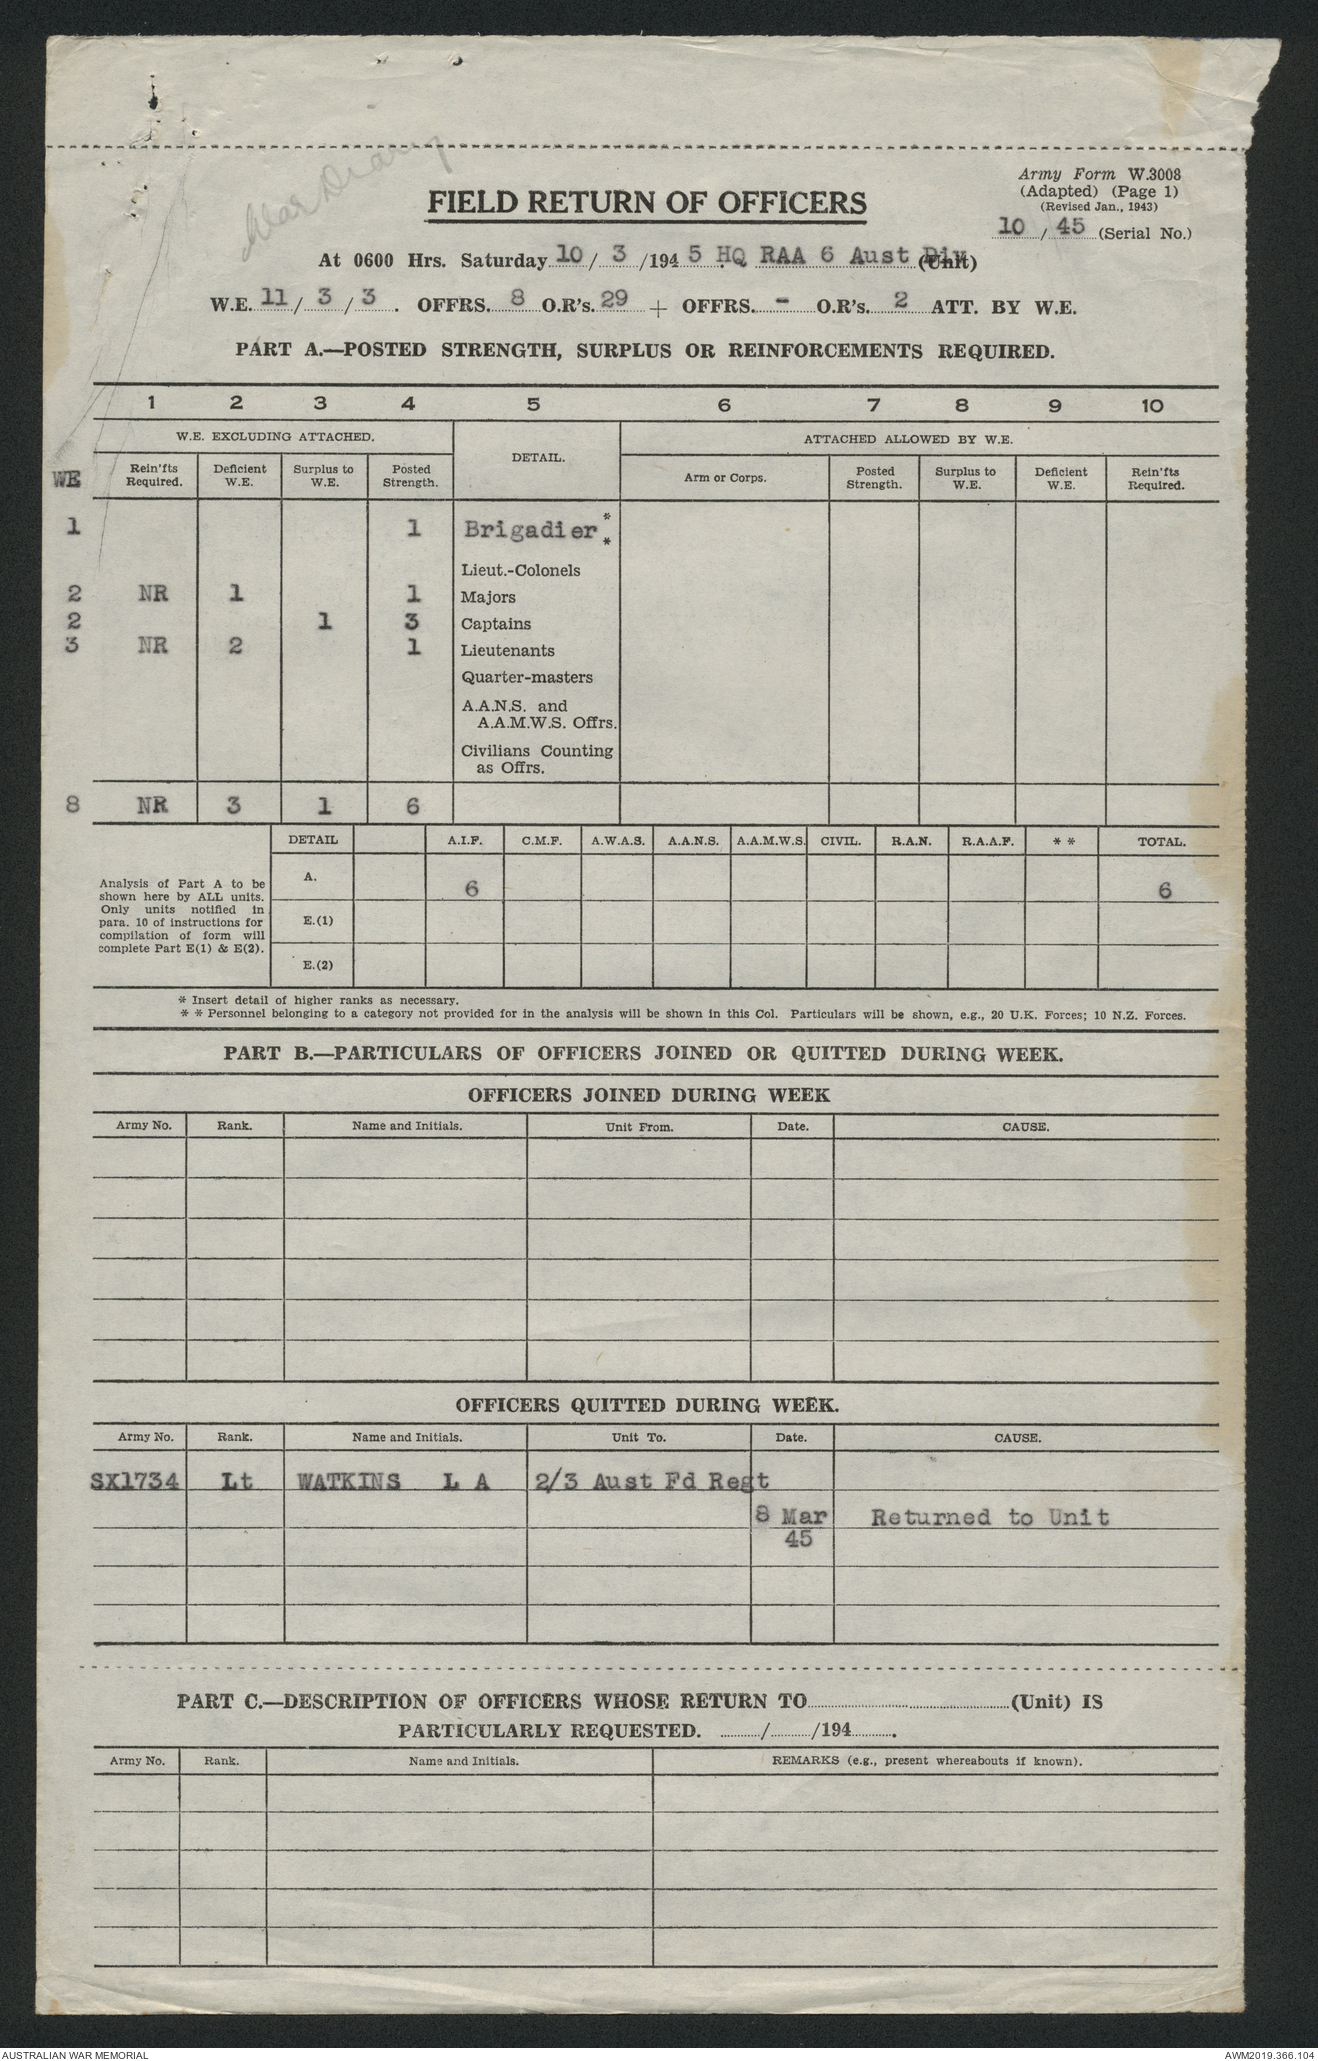 War Diary
Army Form W.3008
(Adapted) (Page 1)
(Revised Jan., 1943)
FIELD RETURN OF OFFICERS
10 / 45 (Serial No.)
At 0600 Hrs. Saturday 10 / 3 /194 5 HQ RAA 6 Aust Div (Unit)
W.E. 11 / 3 / 3 . OFFRS. 8 O.R's. 29 + OFFRS. - O.R's. 2 ATT. BY W.E.
PART A.—POSTED STRENGTH, SURPLUS OR REINFORCEMENTS REQUIRED.
1 2 3 4 5 6 7 8 9 10
W.E. EXCLUDING ATTACHED. DETAIL. ATTACHED ALLOWED BY W.E.
WE Rein'fts Required. Deficient W.E. Surplus to W.E. Posted Strength. Arm or Corps. Posted Strength. Surplus to W.E. Deficient W.E. Rein'fts Required.
1 1 Brigadier * *
Lieut.-Colonels
2 NR 1 1 Majors
2 1 3 Captains
3 NR 2 1 Lieutenants
Quarter-masters
A.A.N.S. and
A.A.M.W.S. Offrs.
Civilians Counting
as Offrs.
8 NR 3 1 6
DETAIL A.I.F. C.M.F. A.W.A.S. A.A.N.S. A.A.M.W.S. CIVIL. R.A.N. R.A.A.F. * * TOTAL.
Analysis of Part A to be
shown here by ALL units.
Only units notified in
para. 10 of instructions for
compilation of form will
complete Part E(1) & E(2).
A. 6 6
E.(1)
E.(2)
* Insert detail of higher ranks as necessary.
* * Personnel belonging to a category not provided for in the analysis will be shown in this Col. Particulars will be shown, e.g., 20 U.K. Forces; 10 N.Z. Forces.
PART B.—PARTICULARS OF OFFICERS JOINED OR QUITTED DURING WEEK.
OFFICERS JOINED DURING WEEK
Army No. Rank. Name and Initials. Unit From. Date. CAUSE.
OFFICERS QUITTED DURING WEEK.
Army No. Rank. Name and Initials. Unit To. Date. CAUSE.
SX1734 Lt WATKINS L A 2/3 Aust Fd Regt
8 Mar Returned to Unit
45
PART C.—DESCRIPTION OF OFFICERS WHOSE RETURN TO (Unit) IS
PARTICULARLY REQUESTED. / /194 .
Army No. Rank. Name and Initials. REMARKS (e.g., present whereabouts if known).
AUSTRALIAN WAR MEMORIAL AWM2019.366.104